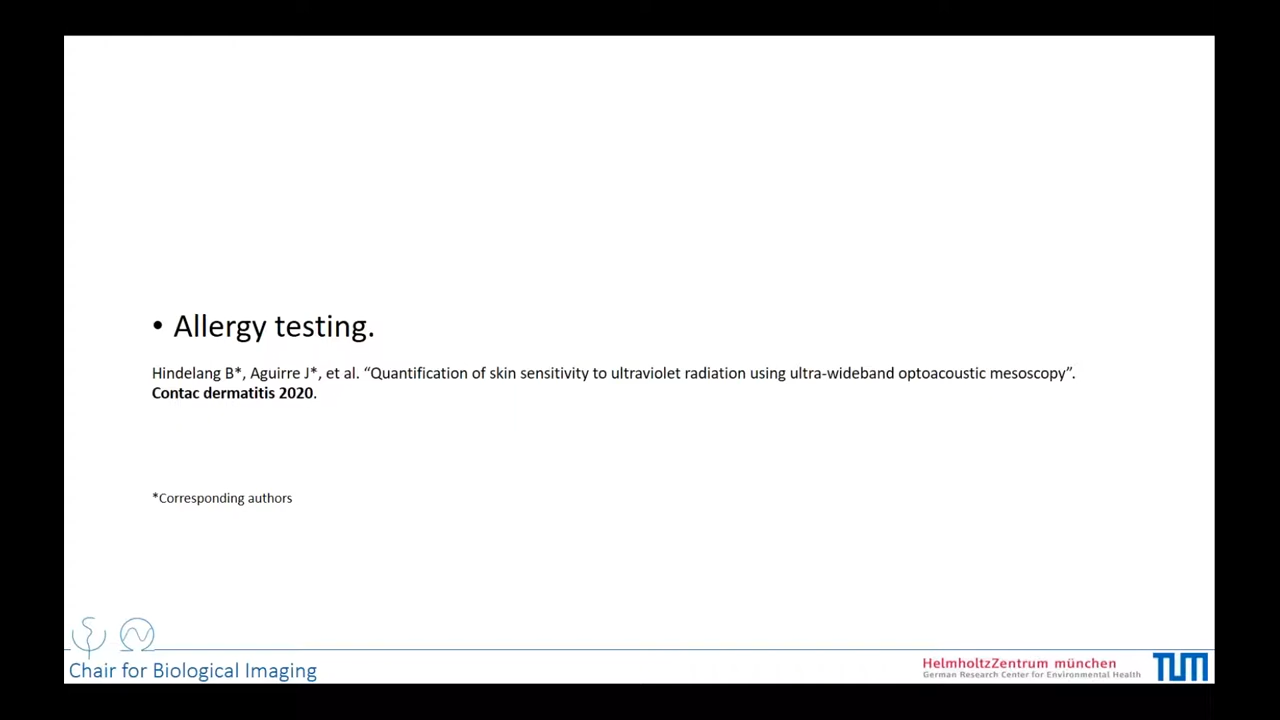 • Allergy testing.
Hindelang B*, Aguirre J*, et al. “Quantification of skin sensitivity to ultraviolet radiation using ultra-wideband optoacoustic mesoscopy”.
Contac dermatitis 2020.
*Corresponding authors
Chair for Biological Imaging
HelmholtzZentrum münchen
German Research Center for Environmental Health
TUM